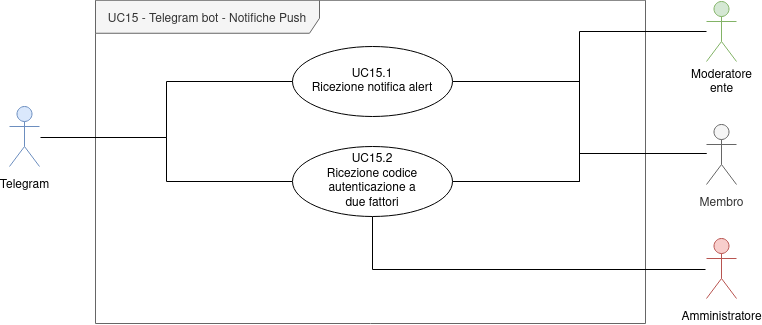 UC15 - Telegram bot - Notifiche Push
UC15.1
Ricezione notifica alert
UC15.2
Ricezione codice
autenticazione a
due fattori
Telegram
Moderatore
ente
Membro
Amministratore